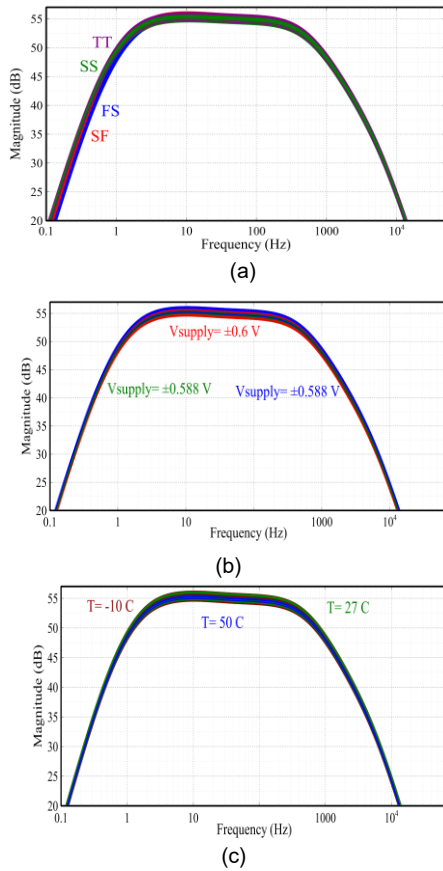 (a)
Magnitude (dB)
55
50
45
40
35
30
25
20
TT
SS
FS
SF
0.1
1
10
100
1000
10⁴
Frequency (Hz)
(a)
Magnitude (dB)
55
50
45
40
35
30
25
20
Vsupply= ±0.6 V
Vsupply= ±0.588 V
Vsupply= ±0.588 V
0.1
1
10
100
1000
10⁴
Frequency (Hz)
(b)
Magnitude (dB)
55
50
45
40
35
30
25
20
T= -10 C
T= 27 C
T= 50 C
0.1
1
10
100
1000
10⁴
Frequency (Hz)
(c)